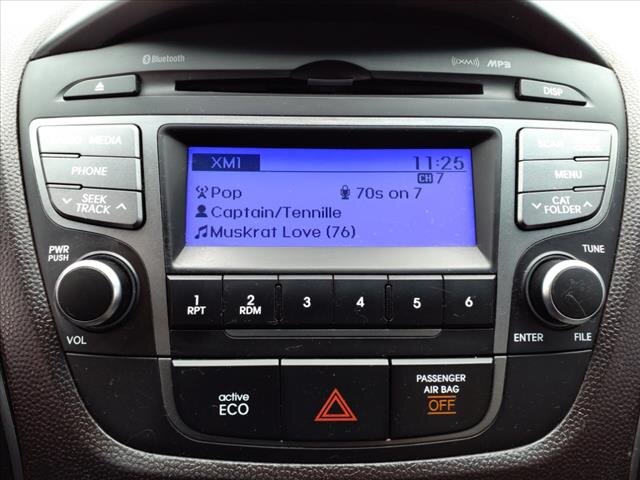 Bluetooth
((XM)) MP3
DISP
MEDIA
PHONE
SEEK
TRACK
XM1
11:25
CH 7
Pop
70s on 7
Captain/Tennille
Muskrat Love (76)
SCAN
MENU
CAT
FOLDER
PWR
PUSH
VOL
TUNE
ENTER
FILE
1
RPT
2
RDM
3
4
5
6
active
ECO
PASSENGER
AIR BAG
OFF